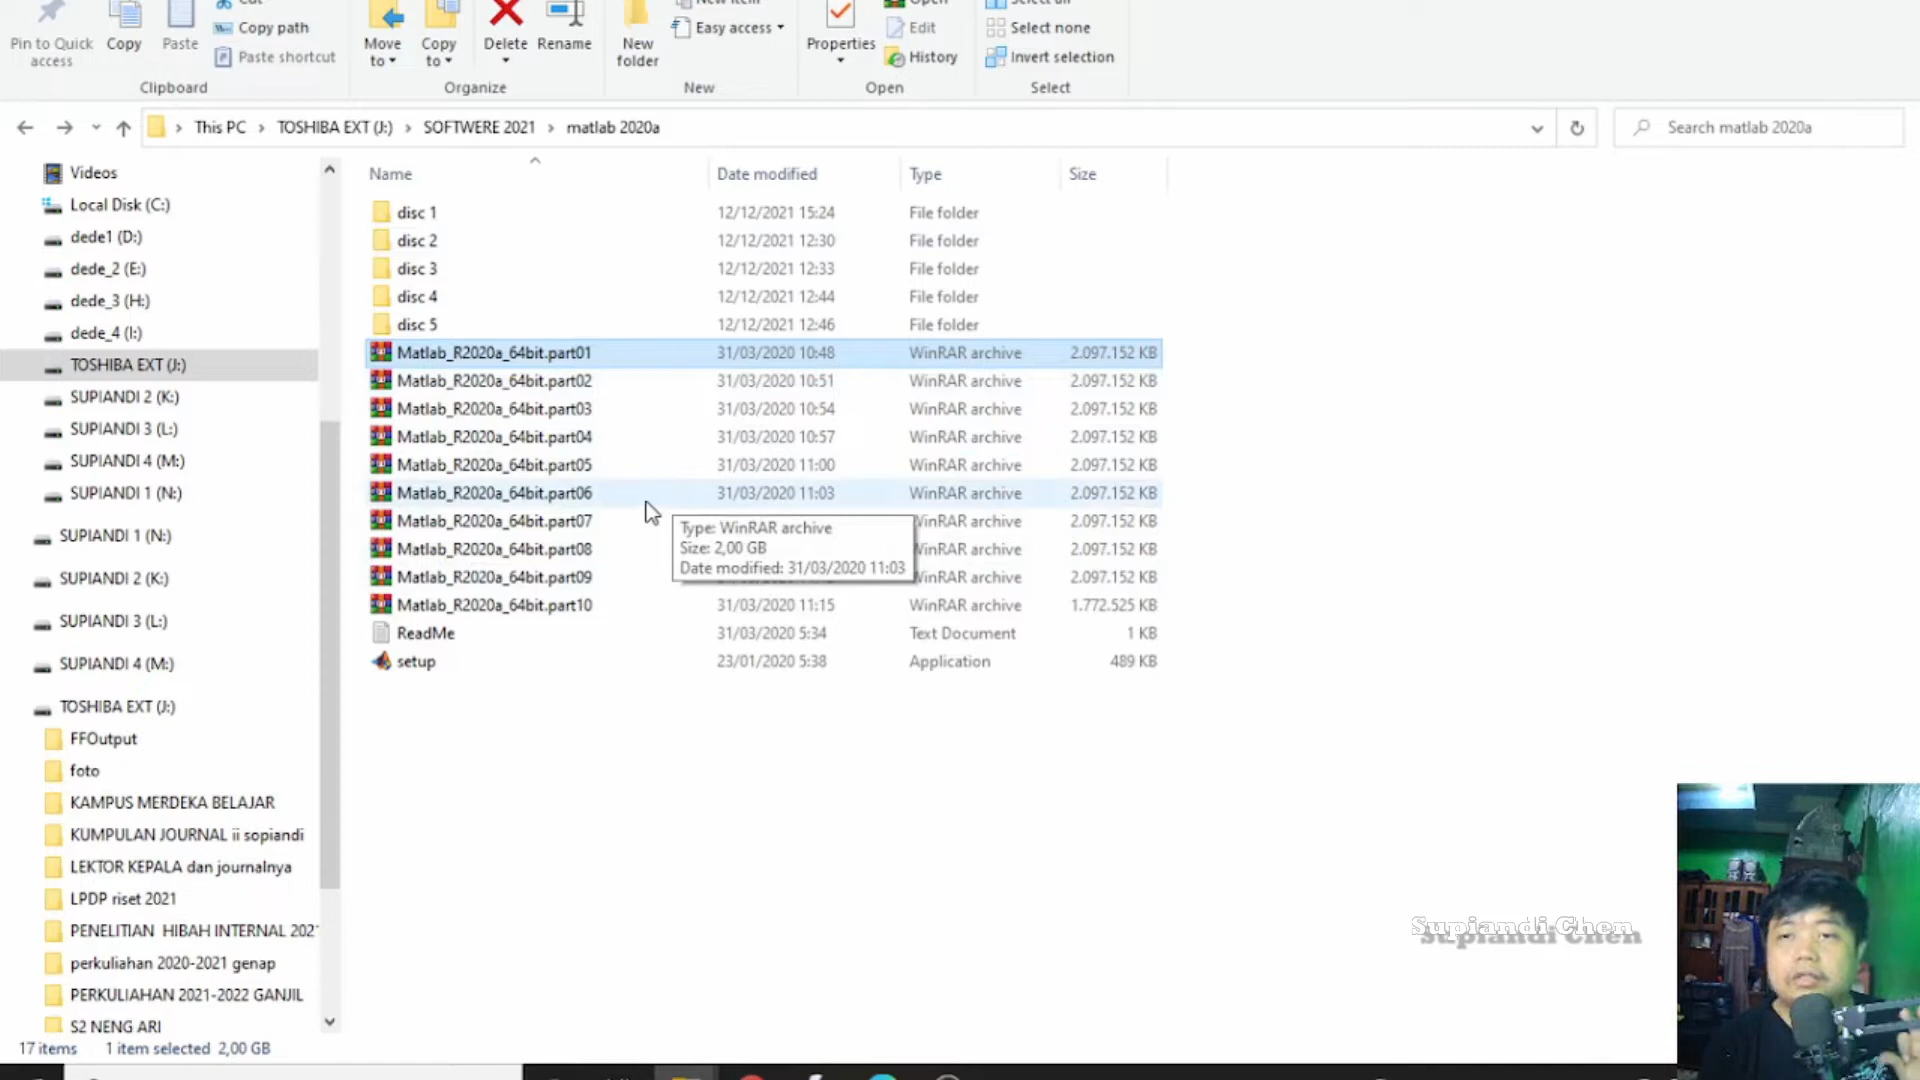 Pin to Quick access
Copy
Paste
Copy path
Paste shortcut
Clipboard
Move to
Copy to
Delete
Rename
Organize
New folder
Easy access
New
Properties
Open
Edit
History
Open
Select none
Invert selection
Select
This PC > TOSHIBA EXT (J:) > SOFTWERE 2021 > matlab 2020a
Search matlab 2020a
Videos
Local Disk (C:)
dede1 (D:)
dede_2 (E:)
dede_3 (H:)
dede_4 (I:)
TOSHIBA EXT (J:)
SUPIANDI 2 (K:)
SUPIANDI 3 (L:)
SUPIANDI 4 (M:)
SUPIANDI 1 (N:)
SUPIANDI 1 (N:)
SUPIANDI 2 (K:)
SUPIANDI 3 (L:)
SUPIANDI 4 (M:)
TOSHIBA EXT (J:)
FFOutput
foto
KAMPUS MERDEKA BELAJAR
KUMPULAN JOURNAL ii sopiandi
LEKTOR KEPALA dan journalnya
LPDP riset 2021
PENELITIAN HIBAH INTERNAL 202
perkuliahan 2020-2021 genap
PERKULIAHAN 2021-2022 GANJIL
S2 NENG ARI
Name Date modified Type Size
disc 1 12/12/2021 15:24 File folder
disc 2 12/12/2021 12:30 File folder
disc 3 12/12/2021 12:33 File folder
disc 4 12/12/2021 12:44 File folder
disc 5 12/12/2021 12:46 File folder
Matlab_R2020a_64bit.part01 31/03/2020 10:48 WinRAR archive 2.097.152 KB
Matlab_R2020a_64bit.part02 31/03/2020 10:51 WinRAR archive 2.097.152 KB
Matlab_R2020a_64bit.part03 31/03/2020 10:54 WinRAR archive 2.097.152 KB
Matlab_R2020a_64bit.part04 31/03/2020 10:57 WinRAR archive 2.097.152 KB
Matlab_R2020a_64bit.part05 31/03/2020 11:00 WinRAR archive 2.097.152 KB
Matlab_R2020a_64bit.part06 31/03/2020 11:03 WinRAR archive 2.097.152 KB
Matlab_R2020a_64bit.part07 WinRAR archive 2.097.152 KB
Matlab_R2020a_64bit.part08 WinRAR archive 2.097.152 KB
Matlab_R2020a_64bit.part09 WinRAR archive 2.097.152 KB
Matlab_R2020a_64bit.part10 31/03/2020 11:15 WinRAR archive 1.772.525 KB
ReadMe 31/03/2020 5:34 Text Document 1 KB
setup 23/01/2020 5:38 Application 489 KB
Type: WinRAR archive
Size: 2,00 GB
Date modified: 31/03/2020 11:03
Supiandi Chen
17 items 1 item selected 2,00 GB